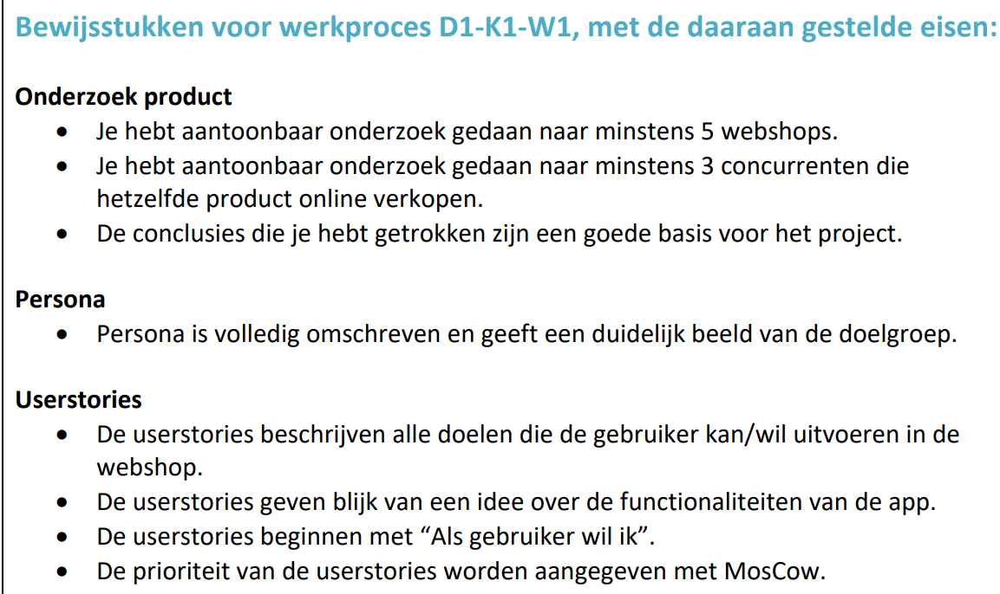 Bewijsstukken voor werkproces D1-K1-W1, met de daaraan gestelde eisen:
Onderzoek product
• Je hebt aantoonbaar onderzoek gedaan naar minstens 5 webshops.
• Je hebt aantoonbaar onderzoek gedaan naar minstens 3 concurrenten die
hetzelfde product online verkopen.
• De conclusies die je hebt getrokken zijn een goede basis voor het project.
Persona
• Persona is volledig omschreven en geeft een duidelijk beeld van de doelgroep.
Userstories
• De userstories beschrijven alle doelen die de gebruiker kan/wil uitvoeren in de
webshop.
• De userstories geven blijk van een idee over de functionaliteiten van de app.
• De userstories beginnen met “Als gebruiker wil ik”.
• De prioriteit van de userstories worden aangegeven met MosCow.